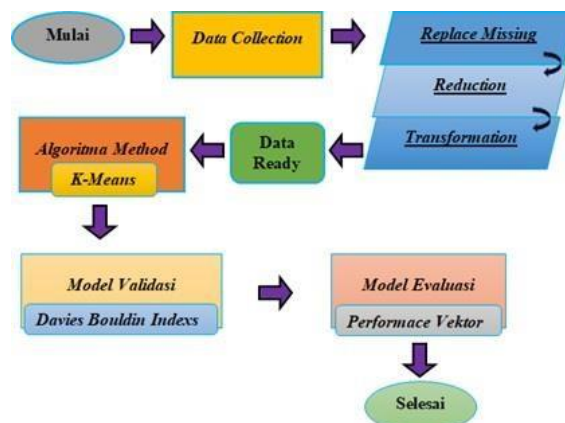 Mulai
Data Collection
Replace Missing
Reduction
Transformation
Data
Ready
Algoritma Method
K-Means
Model Validasi
Davies Bouldin Indexs
Model Evaluasi
Performace Vektor
Selesai